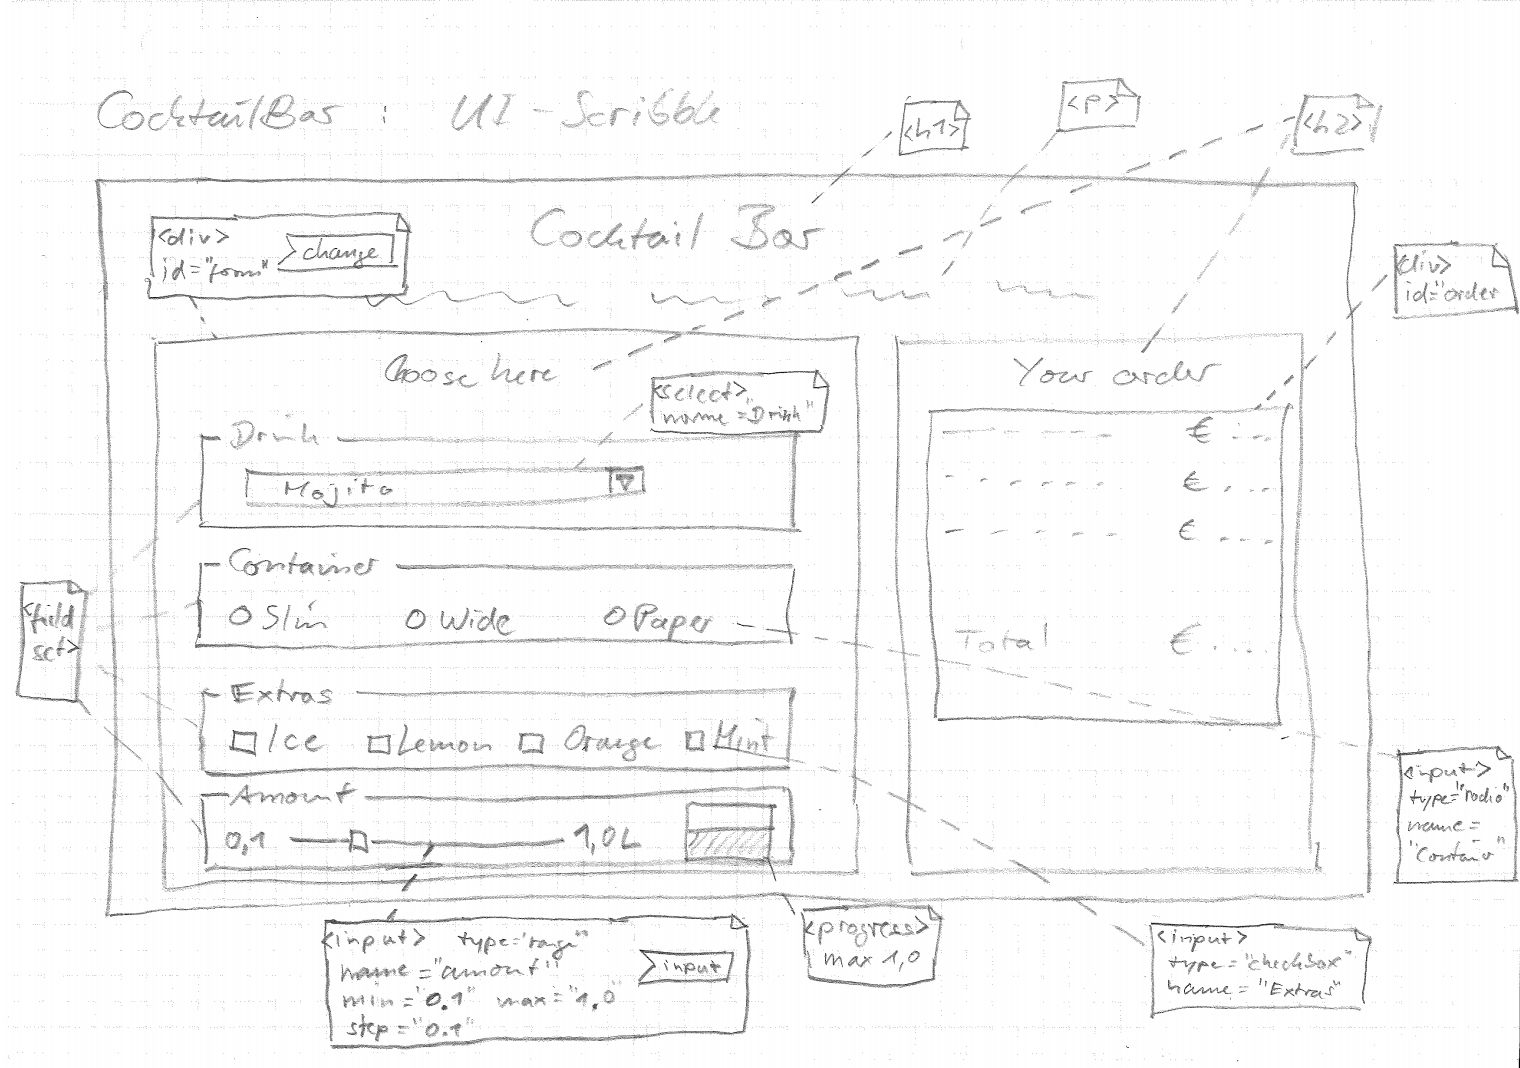 CocktailBar : UI-Scribble
<h1>
<p>
<h2>
Cocktail Bar
<div>
id="form"
change
<div>
id="order
Choose here
<select>
name="Drink"
Your order
Drink
Mojito
€ ...
€ ...
€ ...
Total € ....
Container
O Slim O Wide O Paper
<field
set>
Extras
Ice Lemon Orange Mint
Amount
0,1 1,0L
<input>
type="radio"
name=
<input> type="range"
name="amount"
min="0.1" max="1,0"
step="0.1"
input
<progress>
max 1,0
<input>
type="checkbox"
name="Extras"